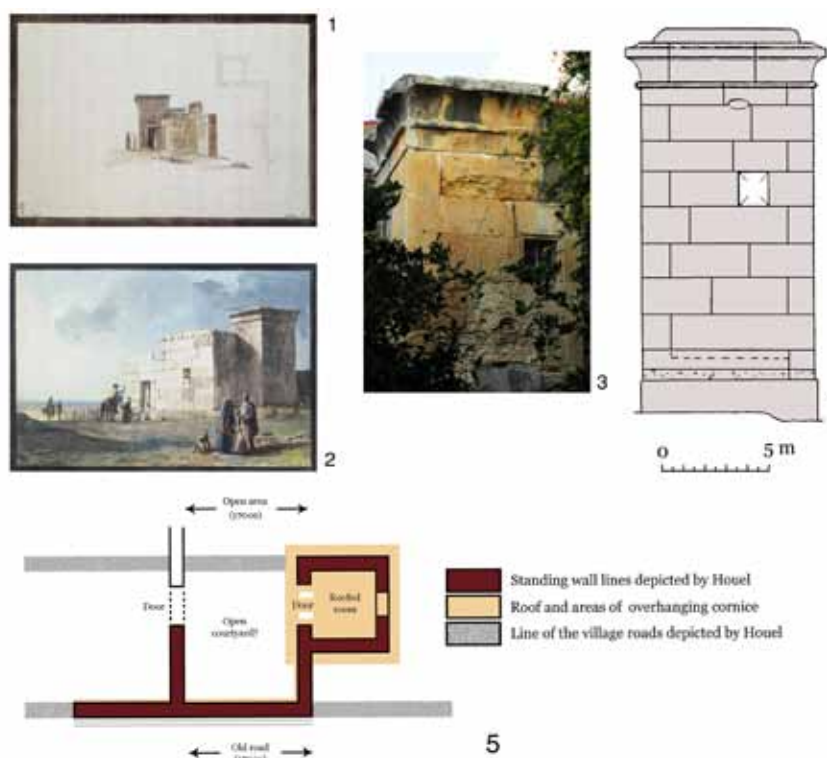 1
2
3
0 5 m
Open area
(1700s)
Door
Open
courtyard?
Door
Roofed
room
Old road
Standing wall lines depicted by Houel
Roof and areas of overhanging cornice
Line of the village roads depicted by Houel
5